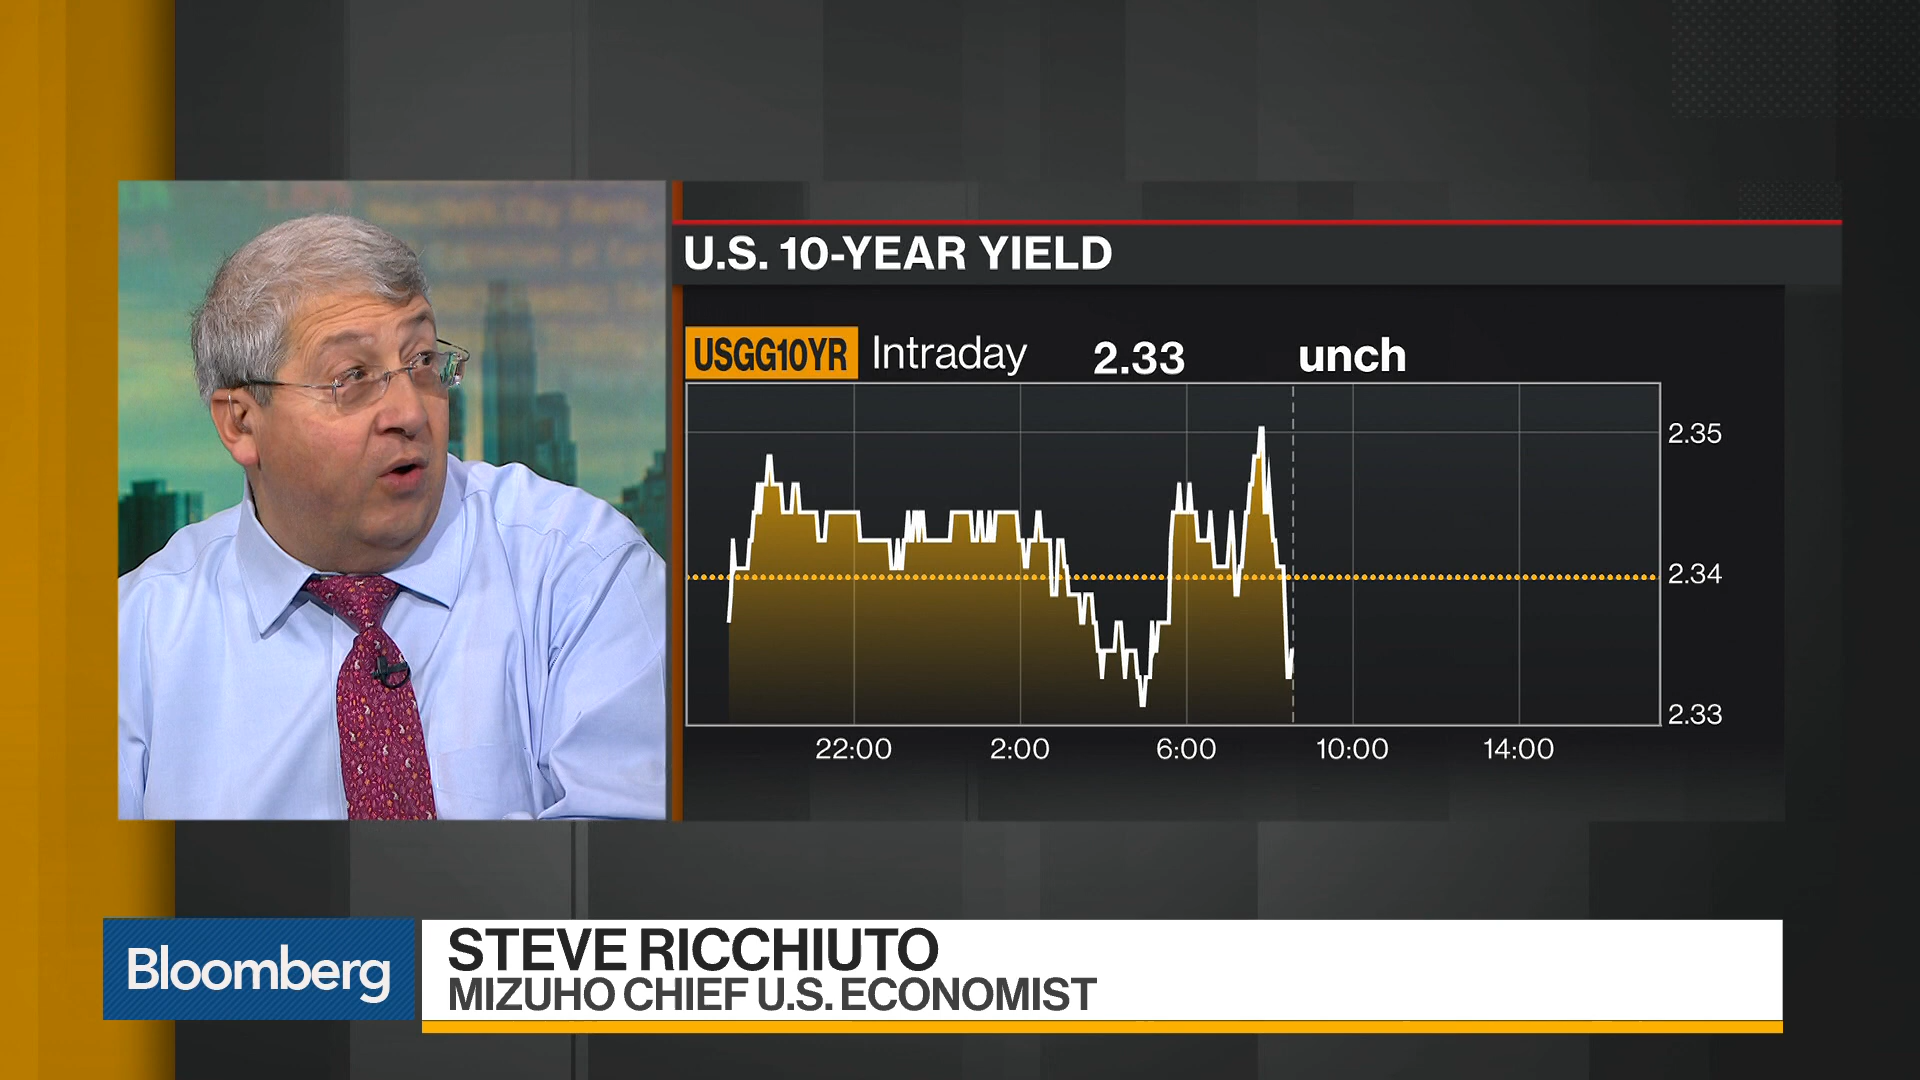 U.S. 10-YEAR YIELD
USGG10YR Intraday 2.33 unch
2.35
2.34
2.33
22:00 2:00 6:00 10:00 14:00
Bloomberg
STEVE RICCHIUTO
MIZUHO CHIEF U.S. ECONOMIST